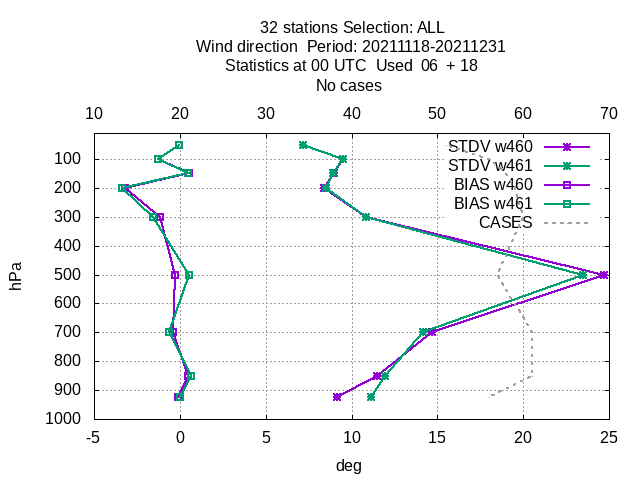 32 stations Selection: ALL
Wind direction  Period: 20211118-20211231
Statistics at 00 UTC  Used  06  + 18
No cases
10 20 30 40 50 60 70
STDV w460
STDV w461
BIAS w460
BIAS w461
CASES
hPa
100
200
300
400
500
600
700
800
900
1000
-5 0 5 10 15 20 25
deg